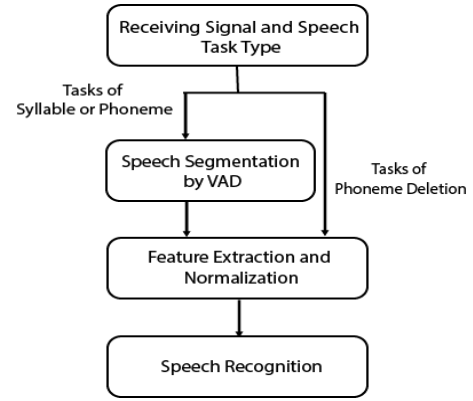 Receiving Signal and Speech
Task Type
Tasks of
Syllable or Phoneme
Speech Segmentation
by VAD
Tasks of
Phoneme Deletion
Feature Extraction and
Normalization
Speech Recognition